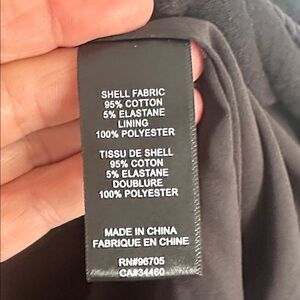 SHELL FABRIC
95% COTTON
5% ELASTANE
LINING
100% POLYESTER
TISSU DE SHELL
95% COTON
5% ELASTANE
DOUBLURE
100% POLYESTER
MADE IN CHINA
FABRIQUE EN CHINE
RN#96705
CA#34460